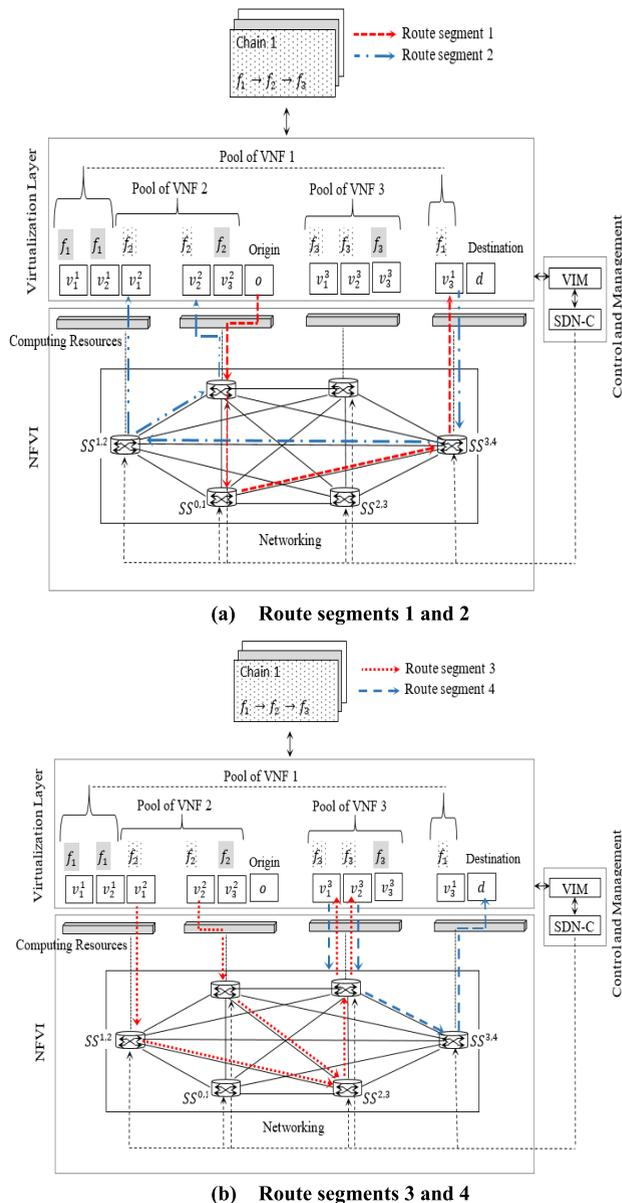 Chain 1
f₁ → f₂ → f₃
Route segment 1
Route segment 2
Virtualization Layer
Pool of VNF 1
Pool of VNF 2
Pool of VNF 3
f₁ f₁ f₂ f₂ f₂ Origin f₃ f₃ f₃ f₁ Destination
v₁¹ v₂¹ v₁² v₂² v₃² o v₁³ v₂³ v₃³ v₃¹ d
VIM
SDN-C
Control and Management
Computing Resources
NFVI
SS¹·²
SS³,⁴
SS⁰,¹
SS²,³
Networking
(a) Route segments 1 and 2
Chain 1
f₁ → f₂ → f₃
Route segment 3
Route segment 4
Virtualization Layer
Pool of VNF 1
Pool of VNF 2
Pool of VNF 3
f₁ f₁ f₂ f₂ f₂ Origin f₃ f₃ f₃ f₁ Destination
v₁¹ v₂¹ v₁² v₂² v₃² o v₁³ v₂³ v₃³ v₃¹ d
VIM
SDN-C
Control and Management
Computing Resources
NFVI
SS¹·²
SS³,⁴
SS⁰,¹
SS²,³
Networking
(b) Route segments 3 and 4